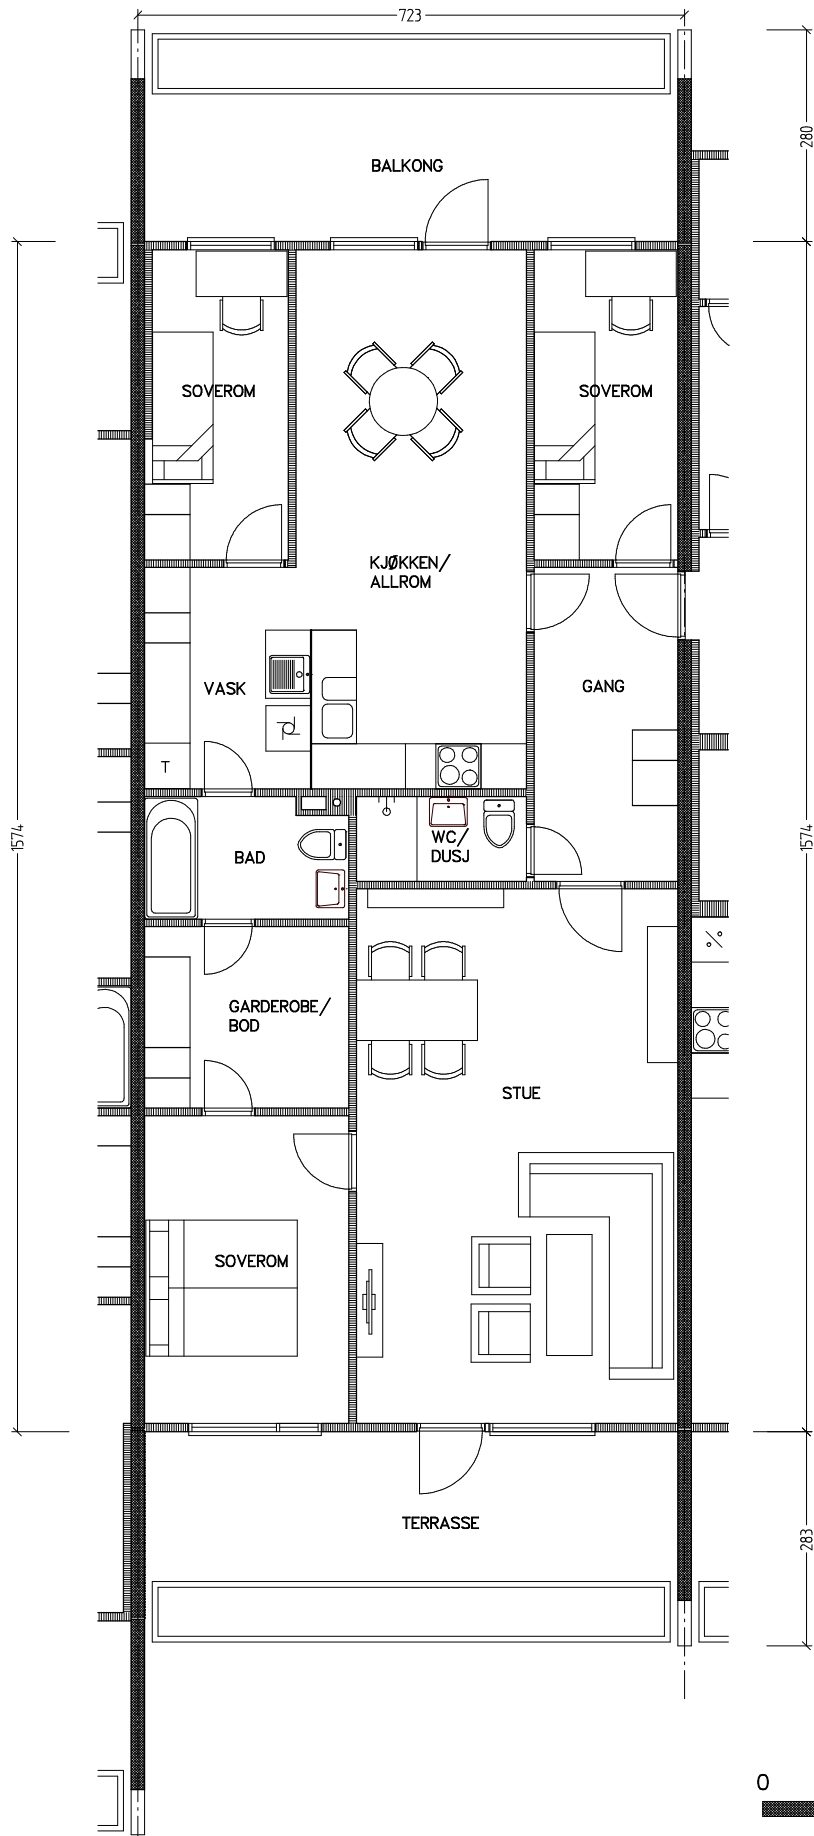 723
280
BALKONG
SOVEROM
SOVEROM
KJØKKEN/
ALLROM
VASK
GANG
T
WC/
DUSJ
BAD
1574
1574
GARDEROBE/
BOD
STUE
SOVEROM
TERRASSE
283
0